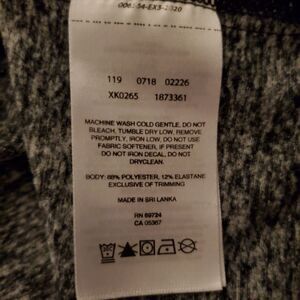 119 0718 02226
XK0265 1873361
MACHINE WASH COLD GENTLE, DO NOT
BLEACH, TUMBLE DRY LOW, REMOVE
PROMPTLY, IRON LOW, DO NOT USE
FABRIC SOFTENER, IF PRESENT
DO NOT IRON DECAL, DO NOT
DRYCLEAN.
BODY: 88% POLYESTER, 12% ELASTANE
EXCLUSIVE OF TRIMMING
MADE IN SRI LANKA
RN 69724
CA 05367